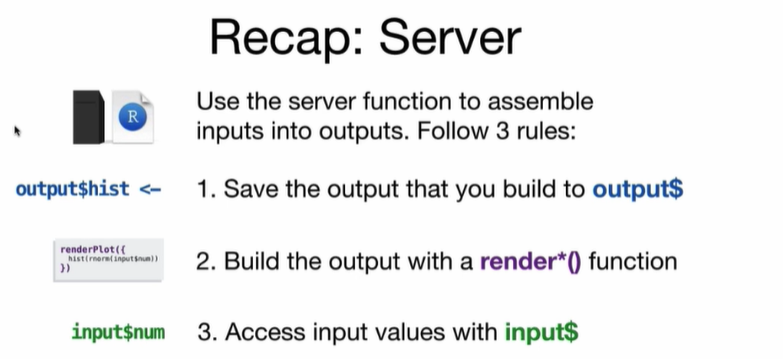 Recap: Server
R
Use the server function to assemble
inputs into outputs. Follow 3 rules:
output$hist <-
1. Save the output that you build to output$
renderPlot({
hist(rnorm(input$num))
})
2. Build the output with a render*() function
input$num
3. Access input values with input$